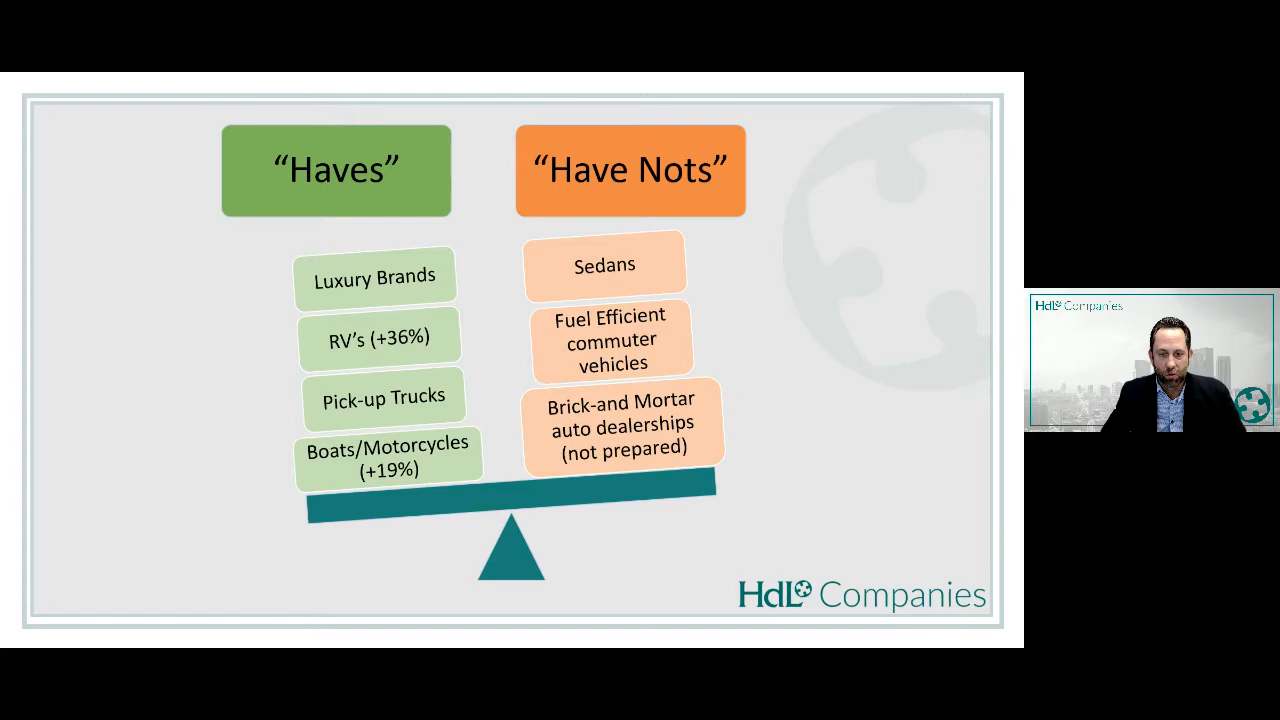 “Haves”
“Have Nots”
Luxury Brands
RV’s (+36%)
Pick-up Trucks
Boats/Motorcycles
(+19%)
Sedans
Fuel Efficient
commuter
vehicles
Brick-and Mortar
auto dealerships
(not prepared)
HdL Companies
HdL Companies